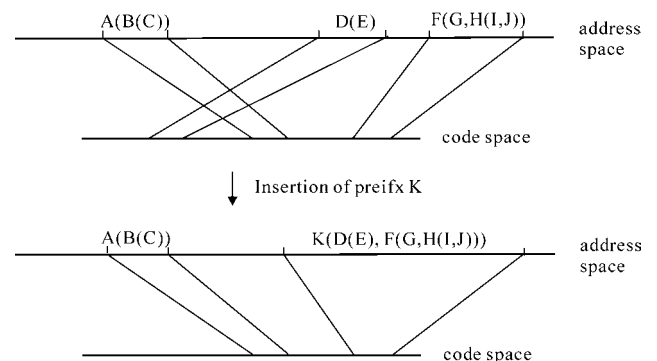 A(B(C)) D(E) F(G,H(I,J))
address
space
code space
Insertion of preifx K
A(B(C)) K(D(E), F(G,H(I,J)))
address
space
code space